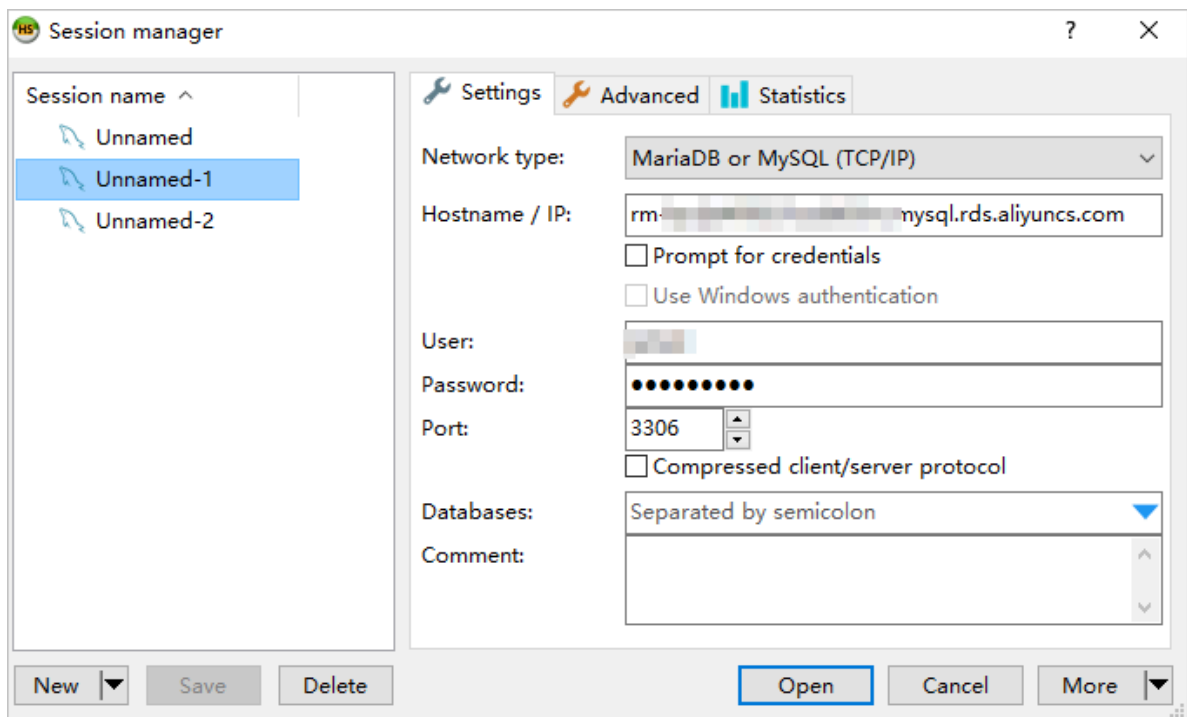 HS Session manager ?
Session name
Unnamed
Unnamed-1
Unnamed-2
Settings Advanced Statistics
Network type: MariaDB or MySQL (TCP/IP)
Hostname / IP: rm- mysql.rds.aliyuncs.com
Prompt for credentials
Use Windows authentication
User:
Password: ●●●●●●●●●
Port: 3306
Compressed client/server protocol
Databases: Separated by semicolon
Comment:
New Save Delete Open Cancel More